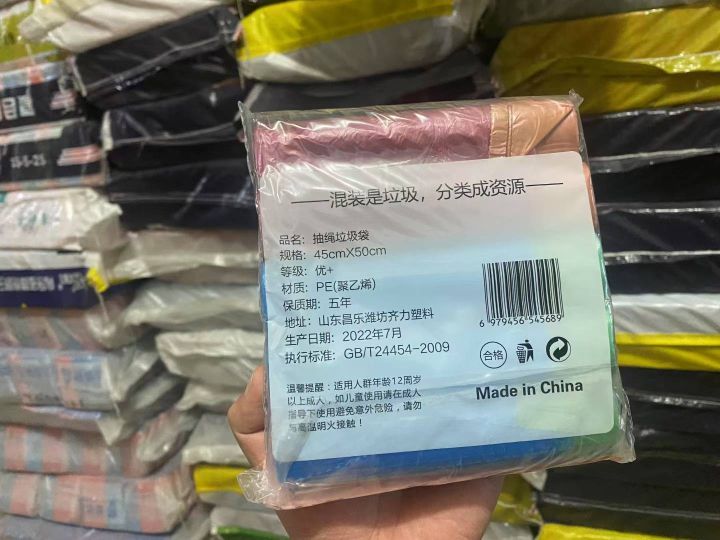 混装是垃圾，分类成资源
品名：抽绳垃圾袋
规格：45cmX50cm
等级：优+
材质：PE(聚乙烯)
保质期：五年
地址：山东昌乐潍坊齐力塑料
生产日期：2022年7月
执行标准：GB/T24454-2009
6 979456 545689
合格
Made in China
温馨提醒：适用人群年龄12周岁
以上成人，如儿童使用请在成人
指导下使用避免意外危险，请勿
与高温明火接触！